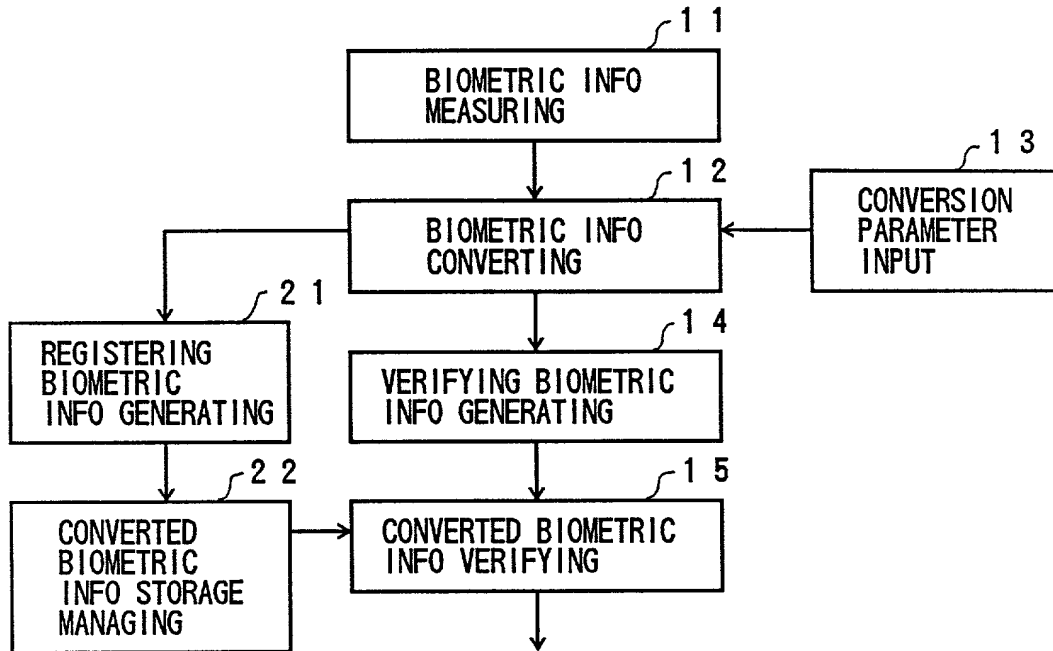 11
BIOMETRIC INFO
MEASURING
12
BIOMETRIC INFO
CONVERTING
13
CONVERSION
PARAMETER
INPUT
21
REGISTERING
BIOMETRIC
INFO GENERATING
14
VERIFYING BIOMETRIC
INFO GENERATING
22
CONVERTED
BIOMETRIC
INFO STORAGE
MANAGING
15
CONVERTED BIOMETRIC
INFO VERIFYING